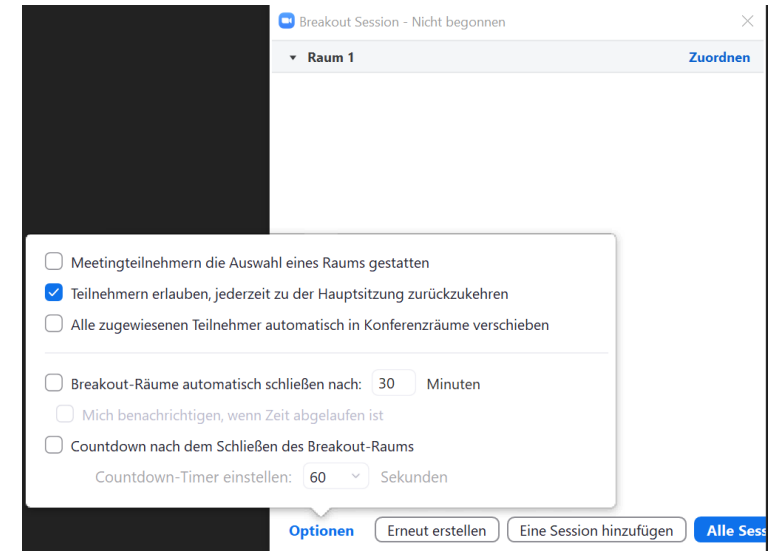 Breakout Session - Nicht begonnen
Raum 1 Zuordnen
Meetingteilnehmern die Auswahl eines Raums gestatten
Teilnehmern erlauben, jederzeit zu der Hauptsitzung zurückzukehren
Alle zugewiesenen Teilnehmer automatisch in Konferenzräume verschieben
Breakout-Räume automatisch schließen nach: 30 Minuten
Mich benachrichtigen, wenn Zeit abgelaufen ist
Countdown nach dem Schließen des Breakout-Raums
Countdown-Timer einstellen: 60 Sekunden
Optionen Erneut erstellen Eine Session hinzufügen Alle Sess